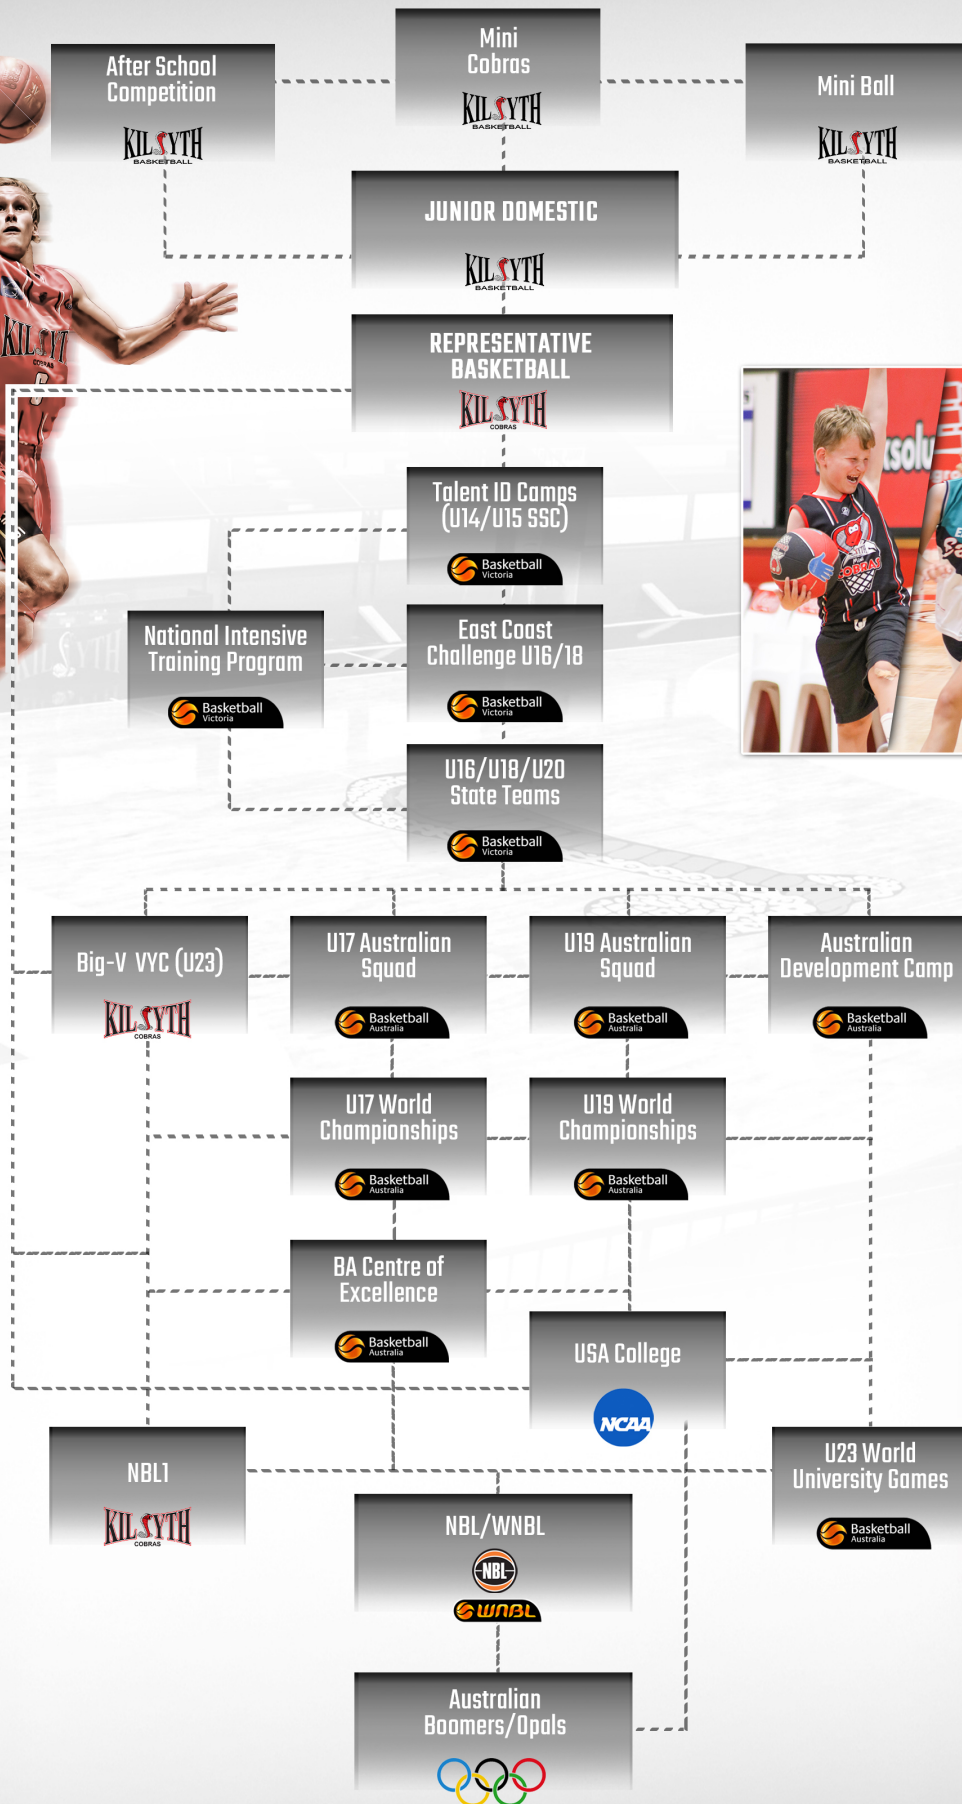 Mini
Cobras
KILSYTH
BASKETBALL
After School
Competition
KILSYTH
BASKETBALL
Mini Ball
KILSYTH
BASKETBALL
JUNIOR DOMESTIC
KILSYTH
BASKETBALL
KILSYT
COBRAS
REPRESENTATIVE
BASKETBALL
KILSYTH
COBRAS
COBRAS
Talent ID Camps
(U14/U15 SSC)
Basketball
Victoria
National Intensive
Training Program
Basketball
Victoria
East Coast
Challenge U16/18
Basketball
Victoria
U16/U18/U20
State Teams
Basketball
Victoria
Big-V VYC (U23)
KILSYTH
COBRAS
U17 Australian
Squad
Basketball
Australia
U19 Australian
Squad
Basketball
Australia
Australian
Development Camp
Basketball
Australia
U17 World
Championships
Basketball
Australia
U19 World
Championships
Basketball
Australia
BA Centre of
Excellence
Basketball
Australia
USA College
NCAA
NBL1
KILSYTH
COBRAS
U23 World
University Games
Basketball
Australia
NBL/WNBL
NBL
WNBL
Australian
Boomers/Opals